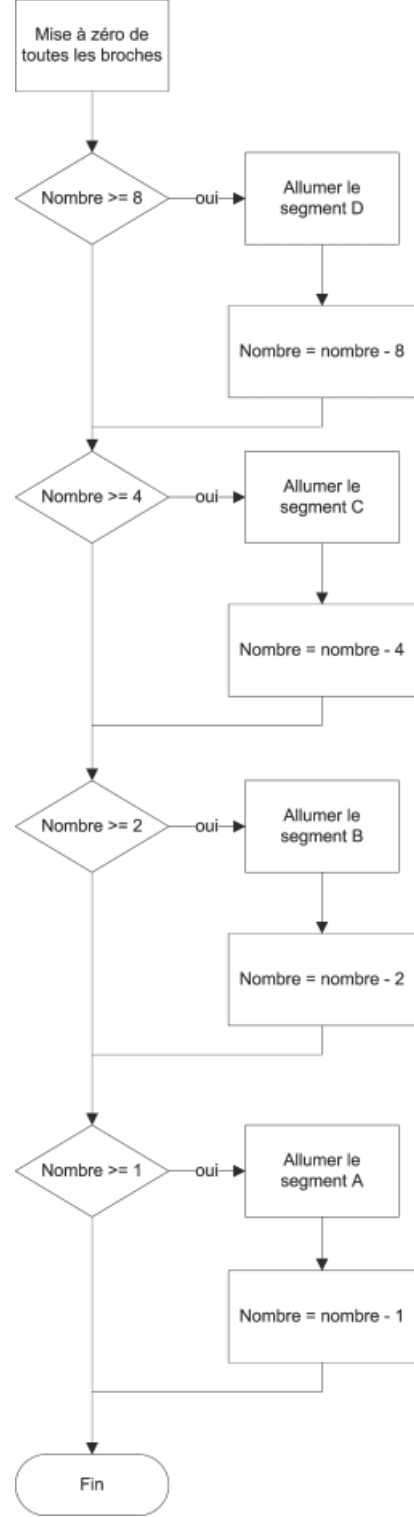 Mise à zéro de
toutes les broches
Nombre >= 8
oui
Allumer le
segment D
Nombre = nombre - 8
Nombre >= 4
oui
Allumer le
segment C
Nombre = nombre - 4
Nombre >= 2
oui
Allumer le
segment B
Nombre = nombre - 2
Nombre >= 1
oui
Allumer le
segment A
Nombre = nombre - 1
Fin